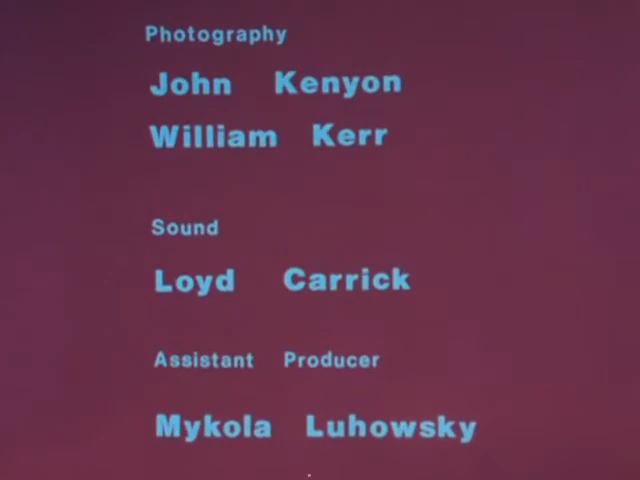 Photography
John Kenyon
William Kerr
Sound
Loyd Carrick
Assistant Producer
Mykola Luhowsky